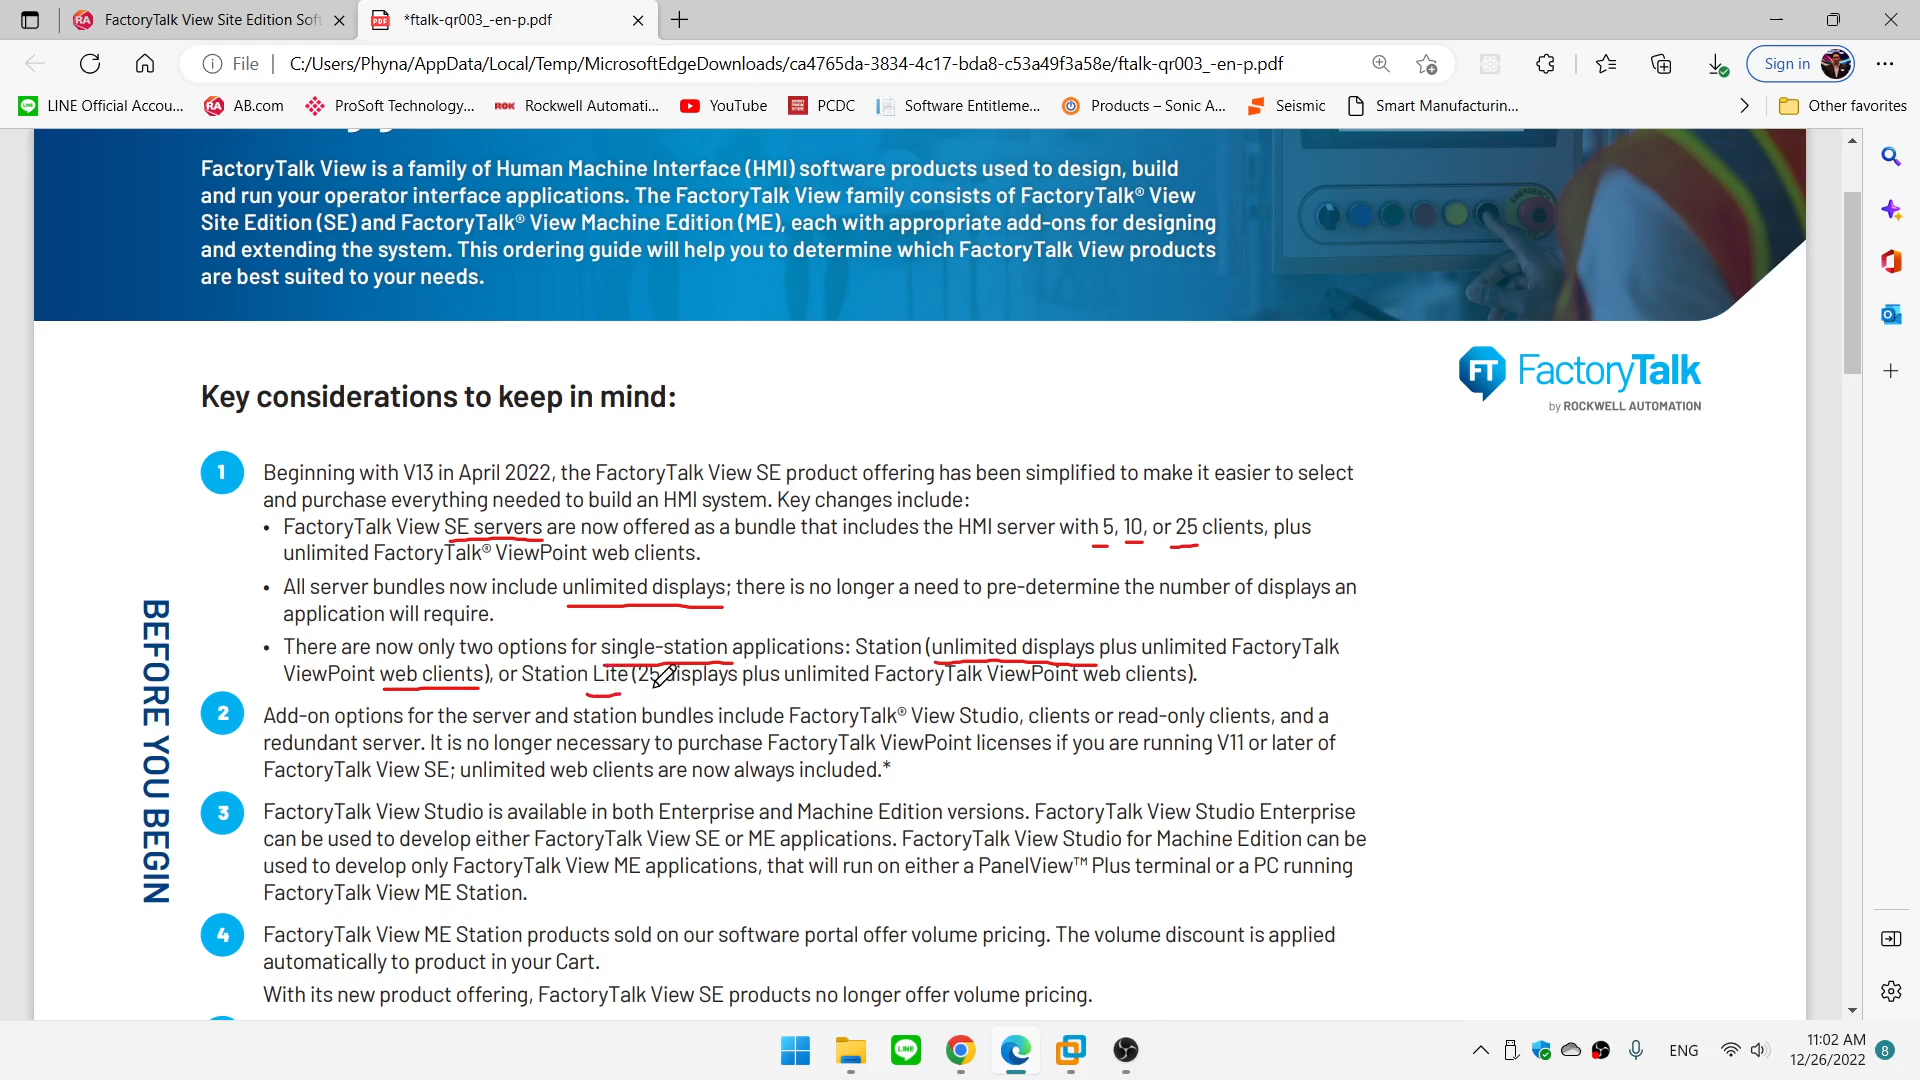 FactoryTalk View Site Edition Soft
*ftalk-qr003_-en-p.pdf
File
C:/Users/Phyna/AppData/Local/Temp/MicrosoftEdgeDownloads/ca4765da-3834-4c17-bda8-c53a49f3a58e/ftalk-qr003_-en-p.pdf
Sign in
LINE Official Accou...
AB.com
ProSoft Technology...
Rockwell Automati...
YouTube
PCDC
Software Entitleme...
Products – Sonic A...
Seismic
Smart Manufacturin...
Other favorites
FactoryTalk View is a family of Human Machine Interface (HMI) software products used to design, build
and run your operator interface applications. The FactoryTalk View family consists of FactoryTalk® View
Site Edition (SE) and FactoryTalk® View Machine Edition (ME), each with appropriate add-ons for designing
and extending the system. This ordering guide will help you to determine which FactoryTalk View products
are best suited to your needs.
FT FactoryTalk
by ROCKWELL AUTOMATION
Key considerations to keep in mind:
BEFORE YOU BEGIN
1 Beginning with V13 in April 2022, the FactoryTalk View SE product offering has been simplified to make it easier to select
and purchase everything needed to build an HMI system. Key changes include:
• FactoryTalk View SE servers are now offered as a bundle that includes the HMI server with 5, 10, or 25 clients, plus
unlimited FactoryTalk® ViewPoint web clients.
• All server bundles now include unlimited displays; there is no longer a need to pre-determine the number of displays an
application will require.
• There are now only two options for single-station applications: Station (unlimited displays plus unlimited FactoryTalk
ViewPoint web clients), or Station Lite (25 displays plus unlimited FactoryTalk ViewPoint web clients).
2 Add-on options for the server and station bundles include FactoryTalk® View Studio, clients or read-only clients, and a
redundant server. It is no longer necessary to purchase FactoryTalk ViewPoint licenses if you are running V11 or later of
FactoryTalk View SE; unlimited web clients are now always included.*
3 FactoryTalk View Studio is available in both Enterprise and Machine Edition versions. FactoryTalk View Studio Enterprise
can be used to develop either FactoryTalk View SE or ME applications. FactoryTalk View Studio for Machine Edition can be
used to develop only FactoryTalk View ME applications, that will run on either a PanelView™ Plus terminal or a PC running
FactoryTalk View ME Station.
4 FactoryTalk View ME Station products sold on our software portal offer volume pricing. The volume discount is applied
automatically to product in your Cart.
With its new product offering, FactoryTalk View SE products no longer offer volume pricing.
ENG
11:02 AM
12/26/2022
8